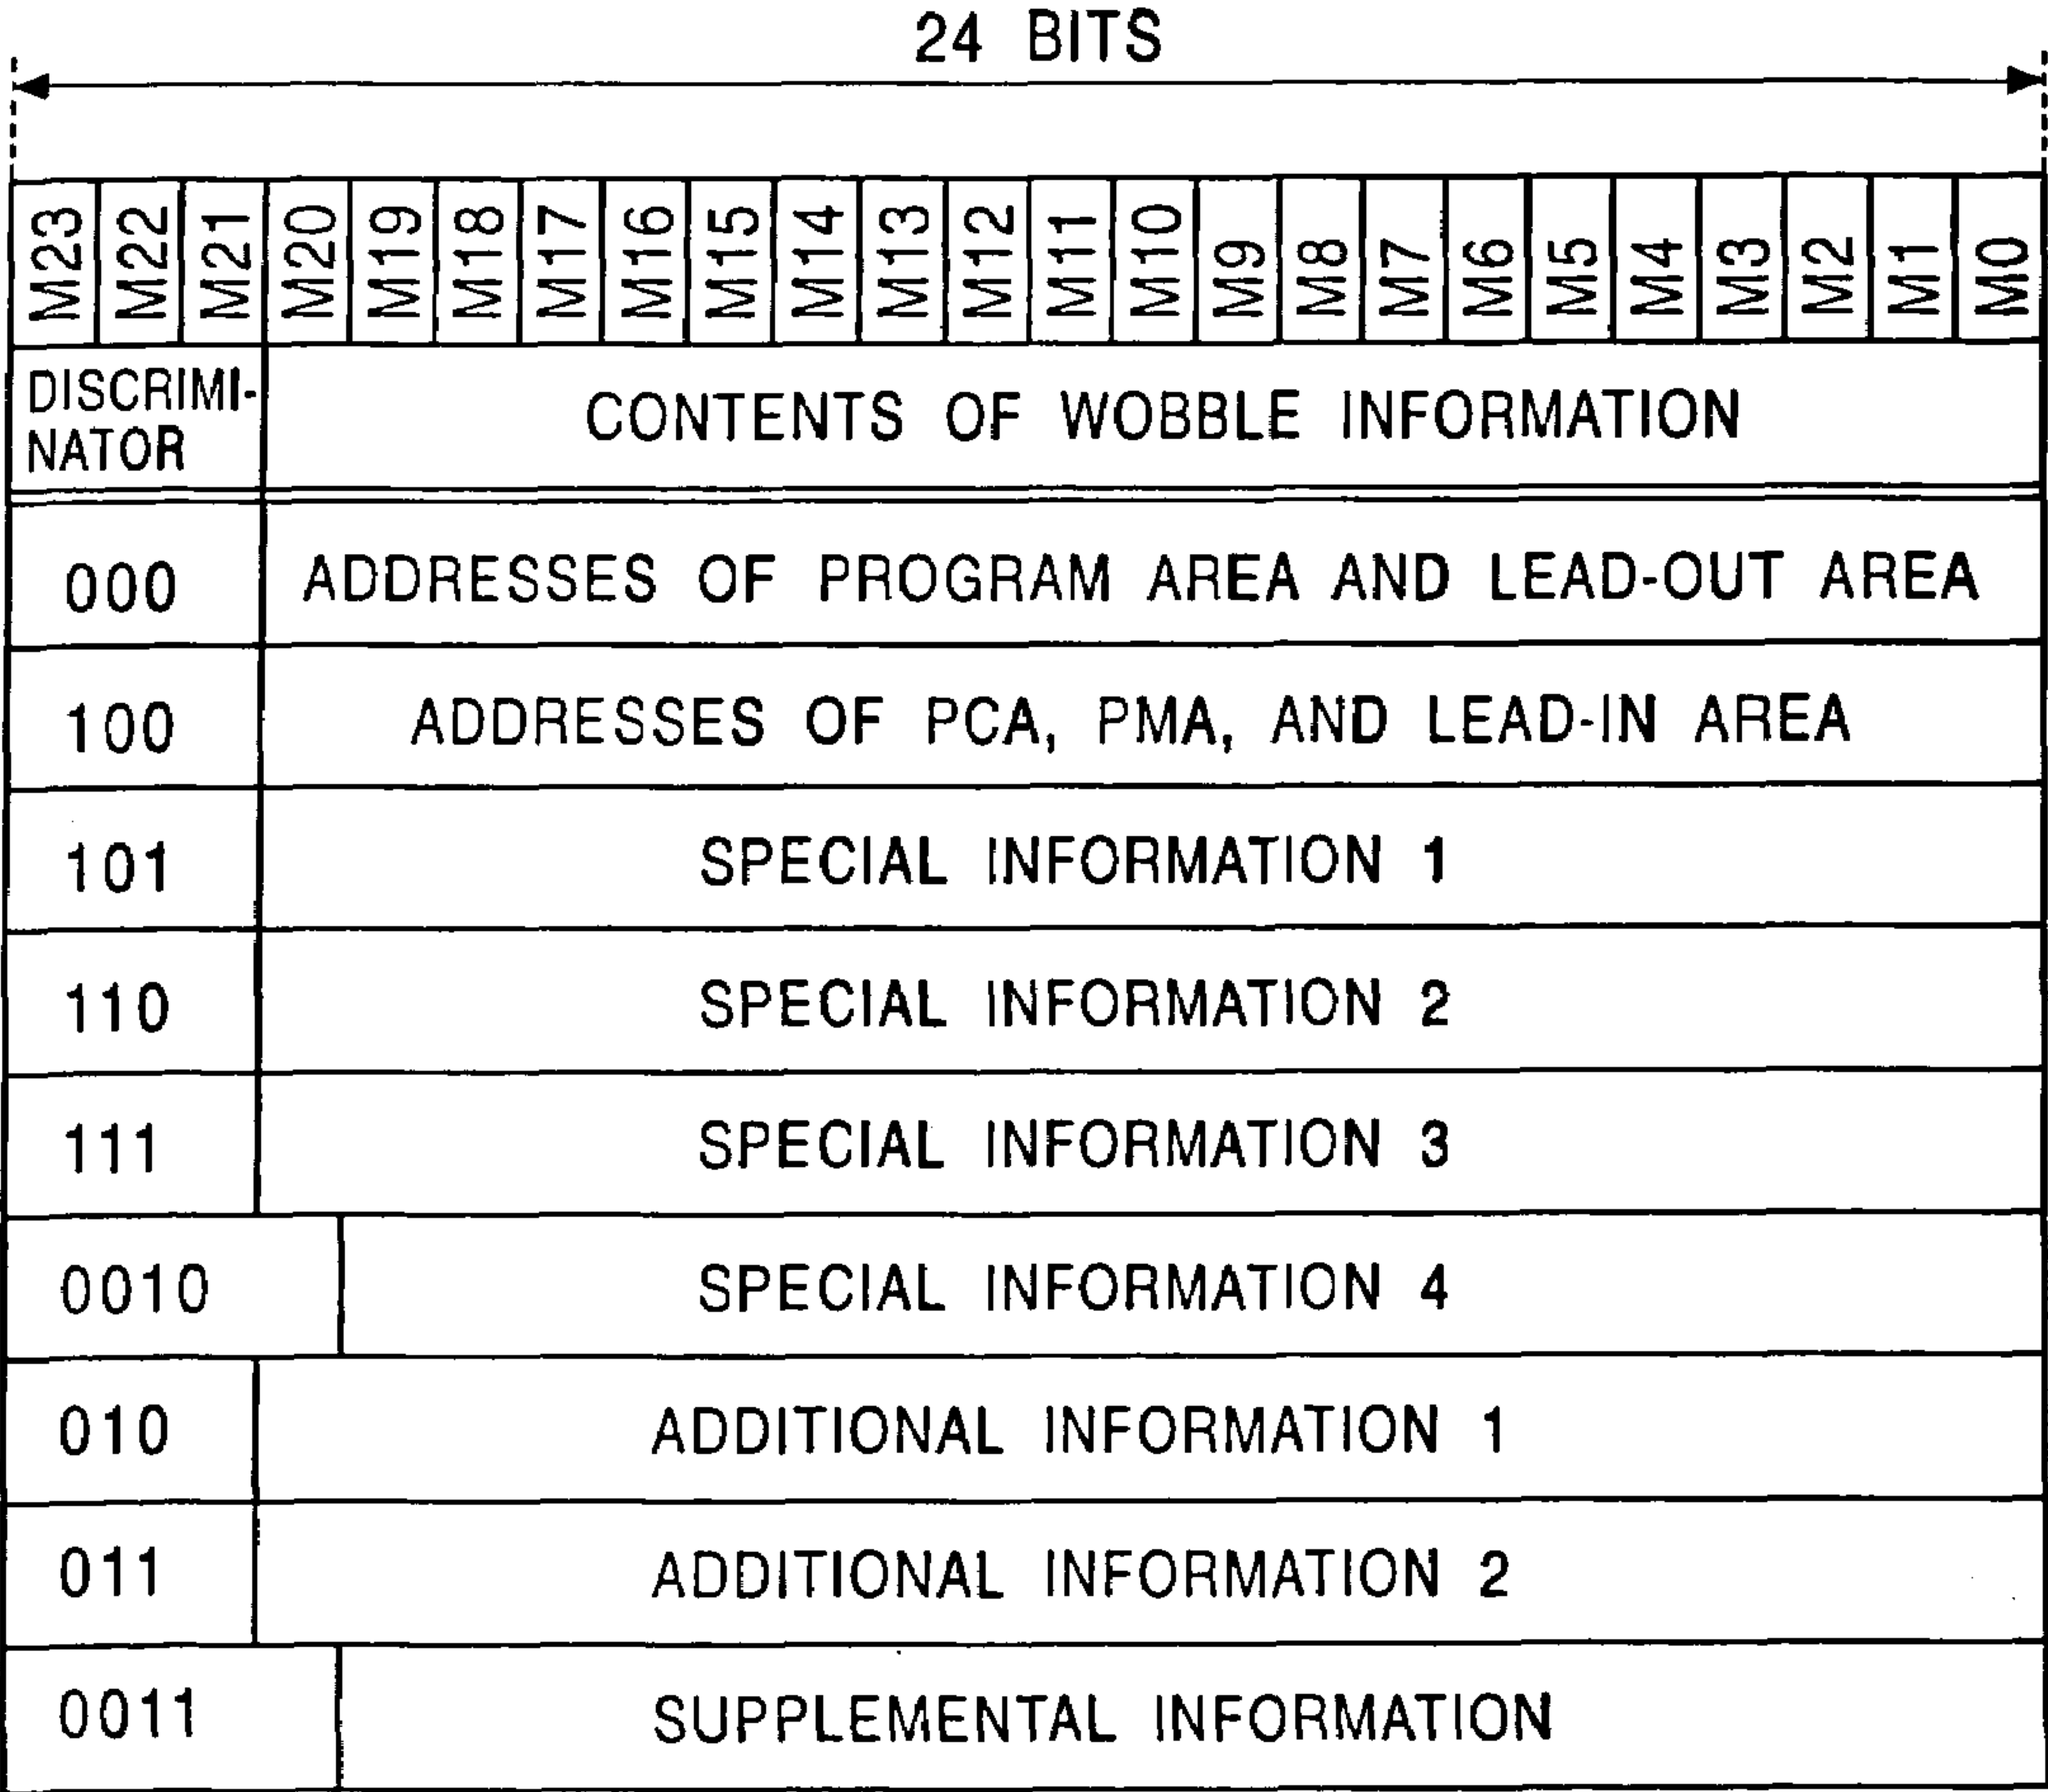 24 BITS
M23 M22 M21 M20 M19 M18 M17 M16 M15 M14 M13 M12 M11 M10 M9 M8 M7 M6 M5 M4 M3 M2 M1 M0
DISCRIMI-
NATOR
CONTENTS OF WOBBLE INFORMATION
000 ADDRESSES OF PROGRAM AREA AND LEAD-OUT AREA
100 ADDRESSES OF PCA, PMA, AND LEAD-IN AREA
101 SPECIAL INFORMATION 1
110 SPECIAL INFORMATION 2
111 SPECIAL INFORMATION 3
0010 SPECIAL INFORMATION 4
010 ADDITIONAL INFORMATION 1
011 ADDITIONAL INFORMATION 2
0011 SUPPLEMENTAL INFORMATION